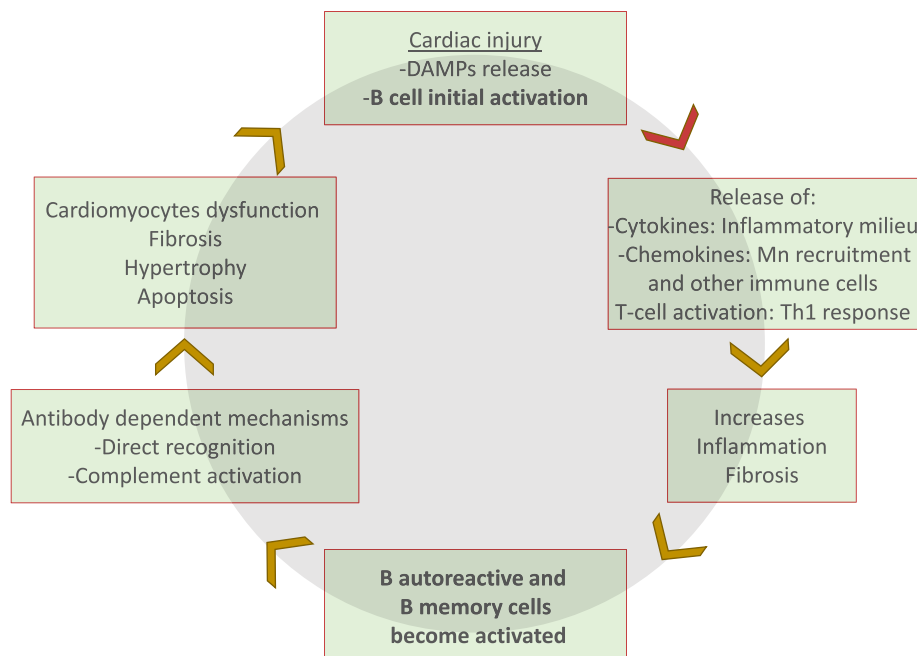 Cardiac injury
-DAMPs release
-B cell initial activation
Release of:
-Cytokines: Inflammatory milieu
-Chemokines: Mn recruitment
and other immune cells
T-cell activation: Th1 response
Increases
Inflammation
Fibrosis
B autoreactive and
B memory cells
become activated
Antibody dependent mechanisms
-Direct recognition
-Complement activation
Cardiomyocytes dysfunction
Fibrosis
Hypertrophy
Apoptosis